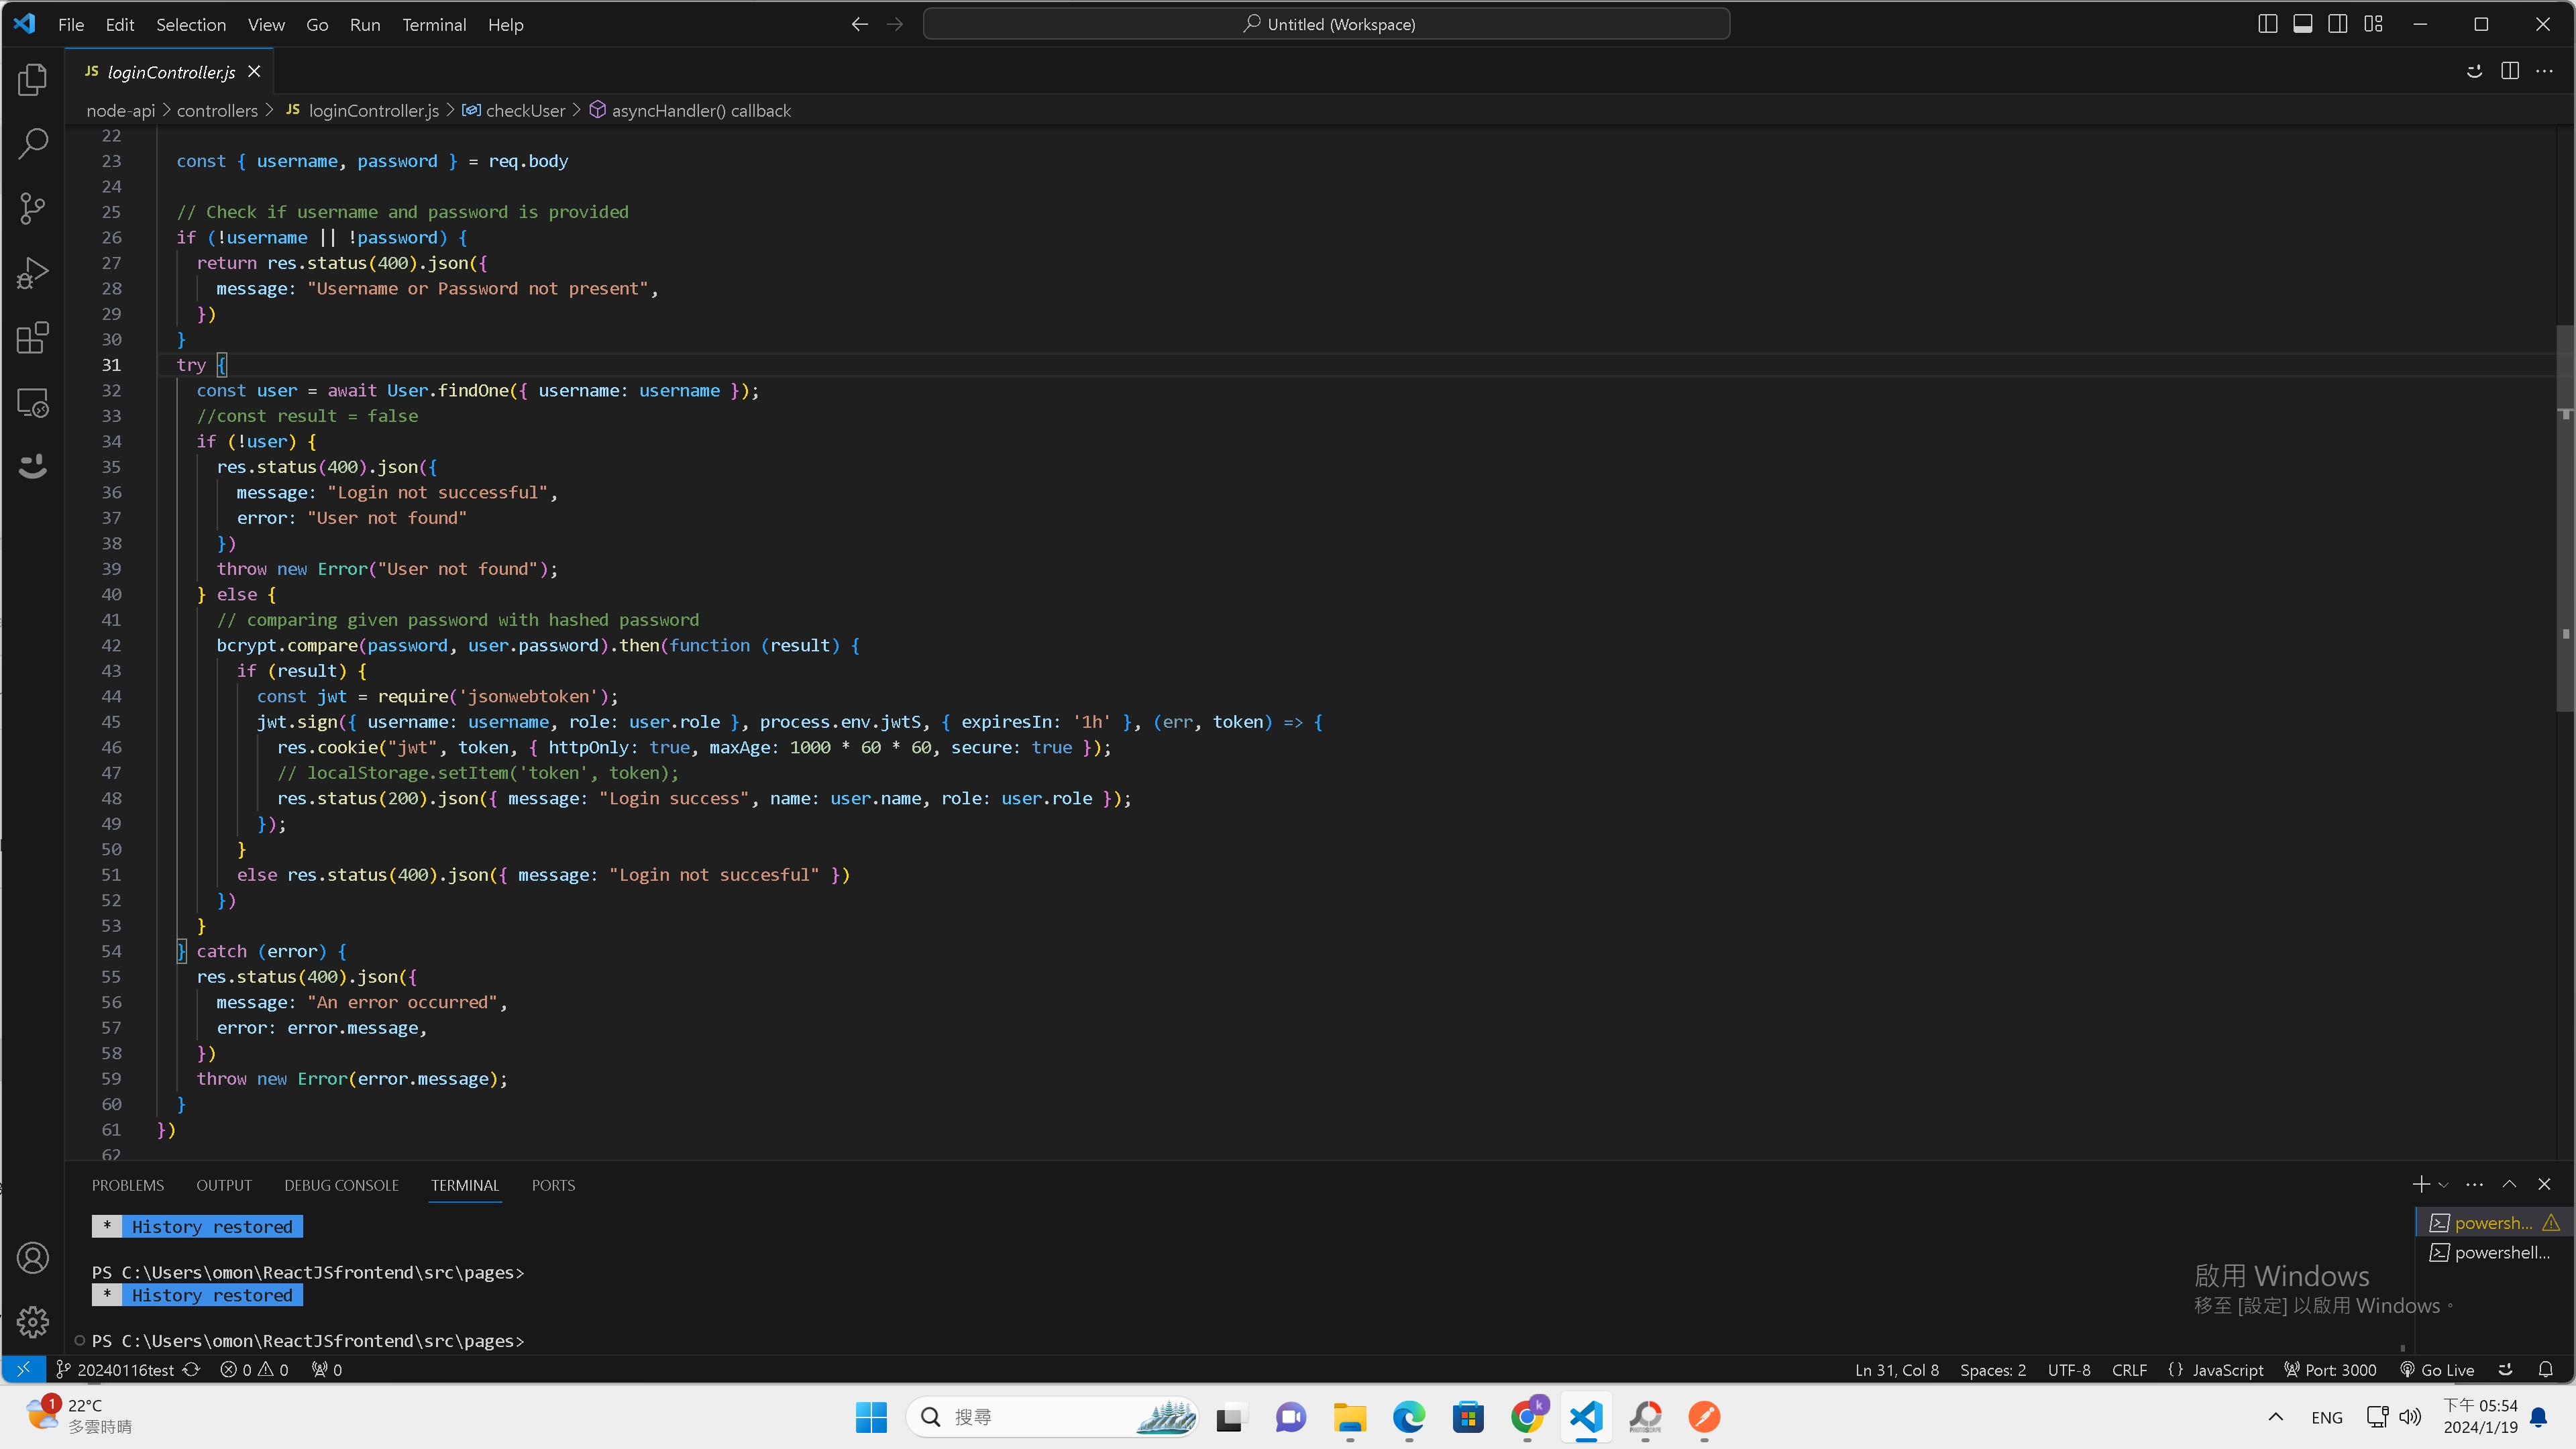 File Edit Selection View Go Run Terminal Help
Untitled (Workspace)
JS loginController.js
node-api > controllers > JS loginController.js > checkUser > asyncHandler() callback
22
23 const { username, password } = req.body
24
25 // Check if username and password is provided
26 if (!username || !password) {
27 return res.status(400).json({
28 message: "Username or Password not present",
29 })
30 }
31 try {
32 const user = await User.findOne({ username: username });
33 //const result = false
34 if (!user) {
35 res.status(400).json({
36 message: "Login not successful",
37 error: "User not found"
38 })
39 throw new Error("User not found");
40 } else {
41 // comparing given password with hashed password
42 bcrypt.compare(password, user.password).then(function (result) {
43 if (result) {
44 const jwt = require('jsonwebtoken');
45 jwt.sign({ username: username, role: user.role }, process.env.jwtS, { expiresIn: '1h' }, (err, token) => {
46 res.cookie("jwt", token, { httpOnly: true, maxAge: 1000 * 60 * 60, secure: true });
47 // localStorage.setItem('token', token);
48 res.status(200).json({ message: "Login success", name: user.name, role: user.role });
49 });
50 }
51 else res.status(400).json({ message: "Login not succesful" })
52 })
53 }
54 } catch (error) {
55 res.status(400).json({
56 message: "An error occurred",
57 error: error.message,
58 })
59 throw new Error(error.message);
60 }
61 })
62
PROBLEMS OUTPUT DEBUG CONSOLE TERMINAL PORTS
* History restored
PS C:\Users\omon\ReactJSfrontend\src\pages>
* History restored
PS C:\Users\omon\ReactJSfrontend\src\pages>
powersh...
powershell...
啟用 Windows
移至 [設定] 以啟用 Windows。
20240116test 0 0 0
Ln 31, Col 8 Spaces: 2 UTF-8 CRLF {} JavaScript Port: 3000 Go Live
1 22°C
多雲時晴
搜尋
k
ENG
下午 05:54
2024/1/19